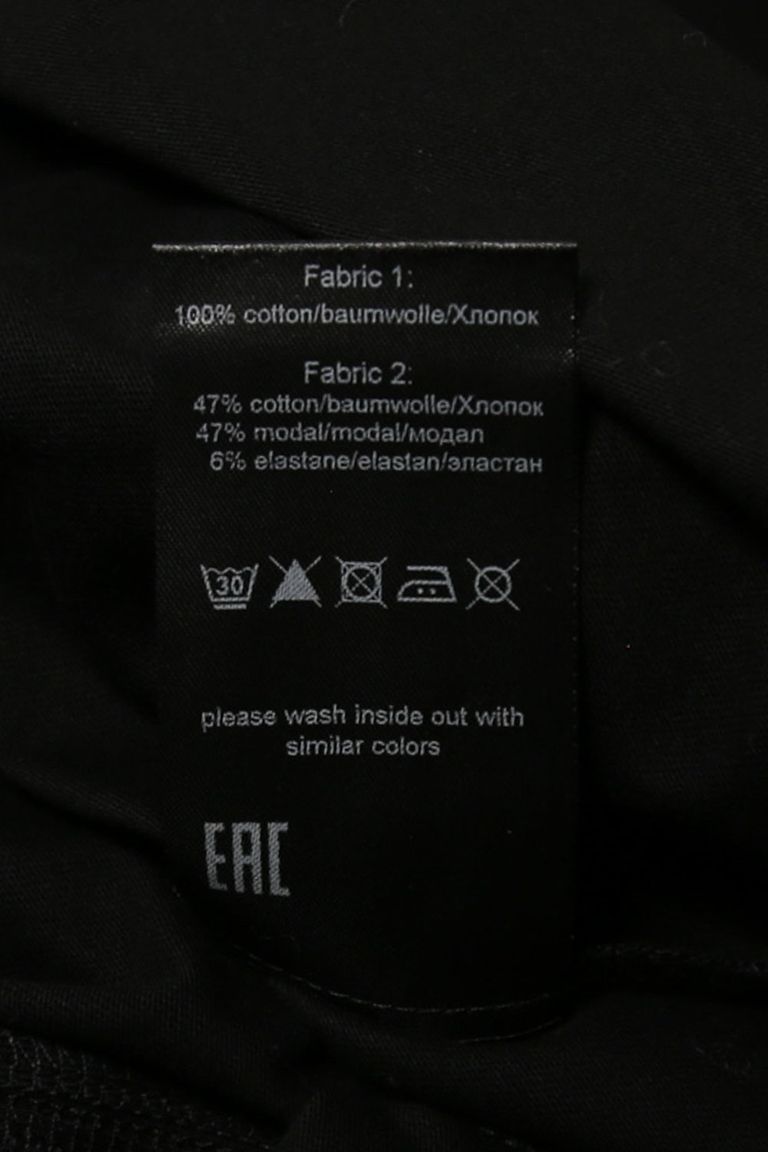 Fabric 1:
100% cotton/baumwolle/Хлопок
Fabric 2:
47% cotton/baumwolle/Хлопок
47% modal/modal/модал
6% elastane/elastan/эластан
30
please wash inside out with
similar colors
EAC